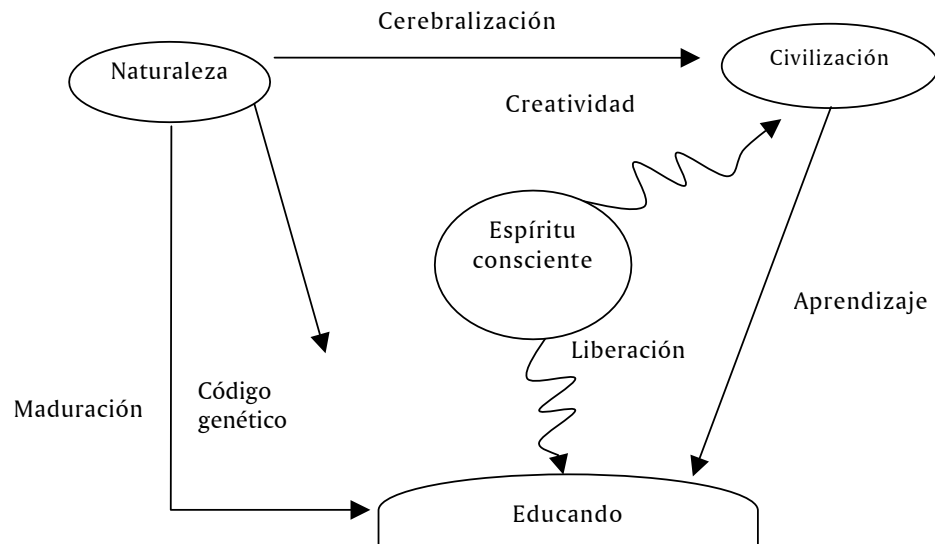 Cerebralización
Naturaleza
Civilización
Creatividad
Espíritu
consciente
Aprendizaje
Liberación
Código
genético
Maduración
Educando